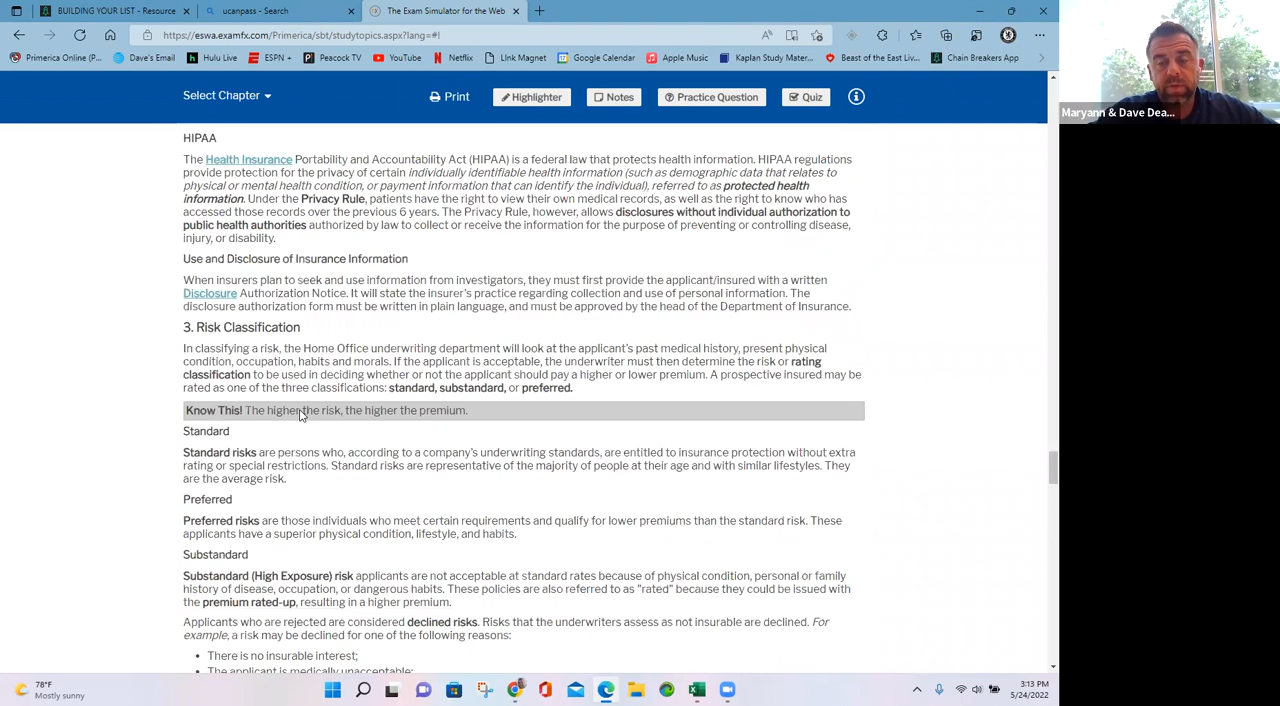 BUILDING YOUR LIST - Resource
ucanpass - Search
The Exam Simulator for the Web
https://eswa.examfx.com/Primerica/sbt/studytopics.aspx?lang=#!
Primerica Online (P...
Dave's Email
Hulu Live
ESPN +
Peacock TV
YouTube
Netflix
LInk Magnet
Google Calendar
Apple Music
Kaplan Study Mater...
Beast of the East Liv...
Chain Breakers App
Select Chapter
Print
Highlighter
Notes
Practice Question
Quiz
Maryann & Dave Dea...
HIPAA
The Health Insurance Portability and Accountability Act (HIPAA) is a federal law that protects health information. HIPAA regulations
provide protection for the privacy of certain individually identifiable health information (such as demographic data that relates to
physical or mental health condition, or payment information that can identify the individual), referred to as protected health
information. Under the Privacy Rule, patients have the right to view their own medical records, as well as the right to know who has
accessed those records over the previous 6 years. The Privacy Rule, however, allows disclosures without individual authorization to
public health authorities authorized by law to collect or receive the information for the purpose of preventing or controlling disease,
injury, or disability.
Use and Disclosure of Insurance Information
When insurers plan to seek and use information from investigators, they must first provide the applicant/insured with a written
Disclosure Authorization Notice. It will state the insurer's practice regarding collection and use of personal information. The
disclosure authorization form must be written in plain language, and must be approved by the head of the Department of Insurance.
3. Risk Classification
In classifying a risk, the Home Office underwriting department will look at the applicant's past medical history, present physical
condition, occupation, habits and morals. If the applicant is acceptable, the underwriter must then determine the risk or rating
classification to be used in deciding whether or not the applicant should pay a higher or lower premium. A prospective insured may be
rated as one of the three classifications: standard, substandard, or preferred.
Know This! The higher the risk, the higher the premium.
Standard
Standard risks are persons who, according to a company's underwriting standards, are entitled to insurance protection without extra
rating or special restrictions. Standard risks are representative of the majority of people at their age and with similar lifestyles. They
are the average risk.
Preferred
Preferred risks are those individuals who meet certain requirements and qualify for lower premiums than the standard risk. These
applicants have a superior physical condition, lifestyle, and habits.
Substandard
Substandard (High Exposure) risk applicants are not acceptable at standard rates because of physical condition, personal or family
history of disease, occupation, or dangerous habits. These policies are also referred to as "rated" because they could be issued with
the premium rated-up, resulting in a higher premium.
Applicants who are rejected are considered declined risks. Risks that the underwriters assess as not insurable are declined. For
example, a risk may be declined for one of the following reasons:
• There is no insurable interest;
• The applicant is medically unacceptable;
78°F
Mostly sunny
3:13 PM
5/24/2022